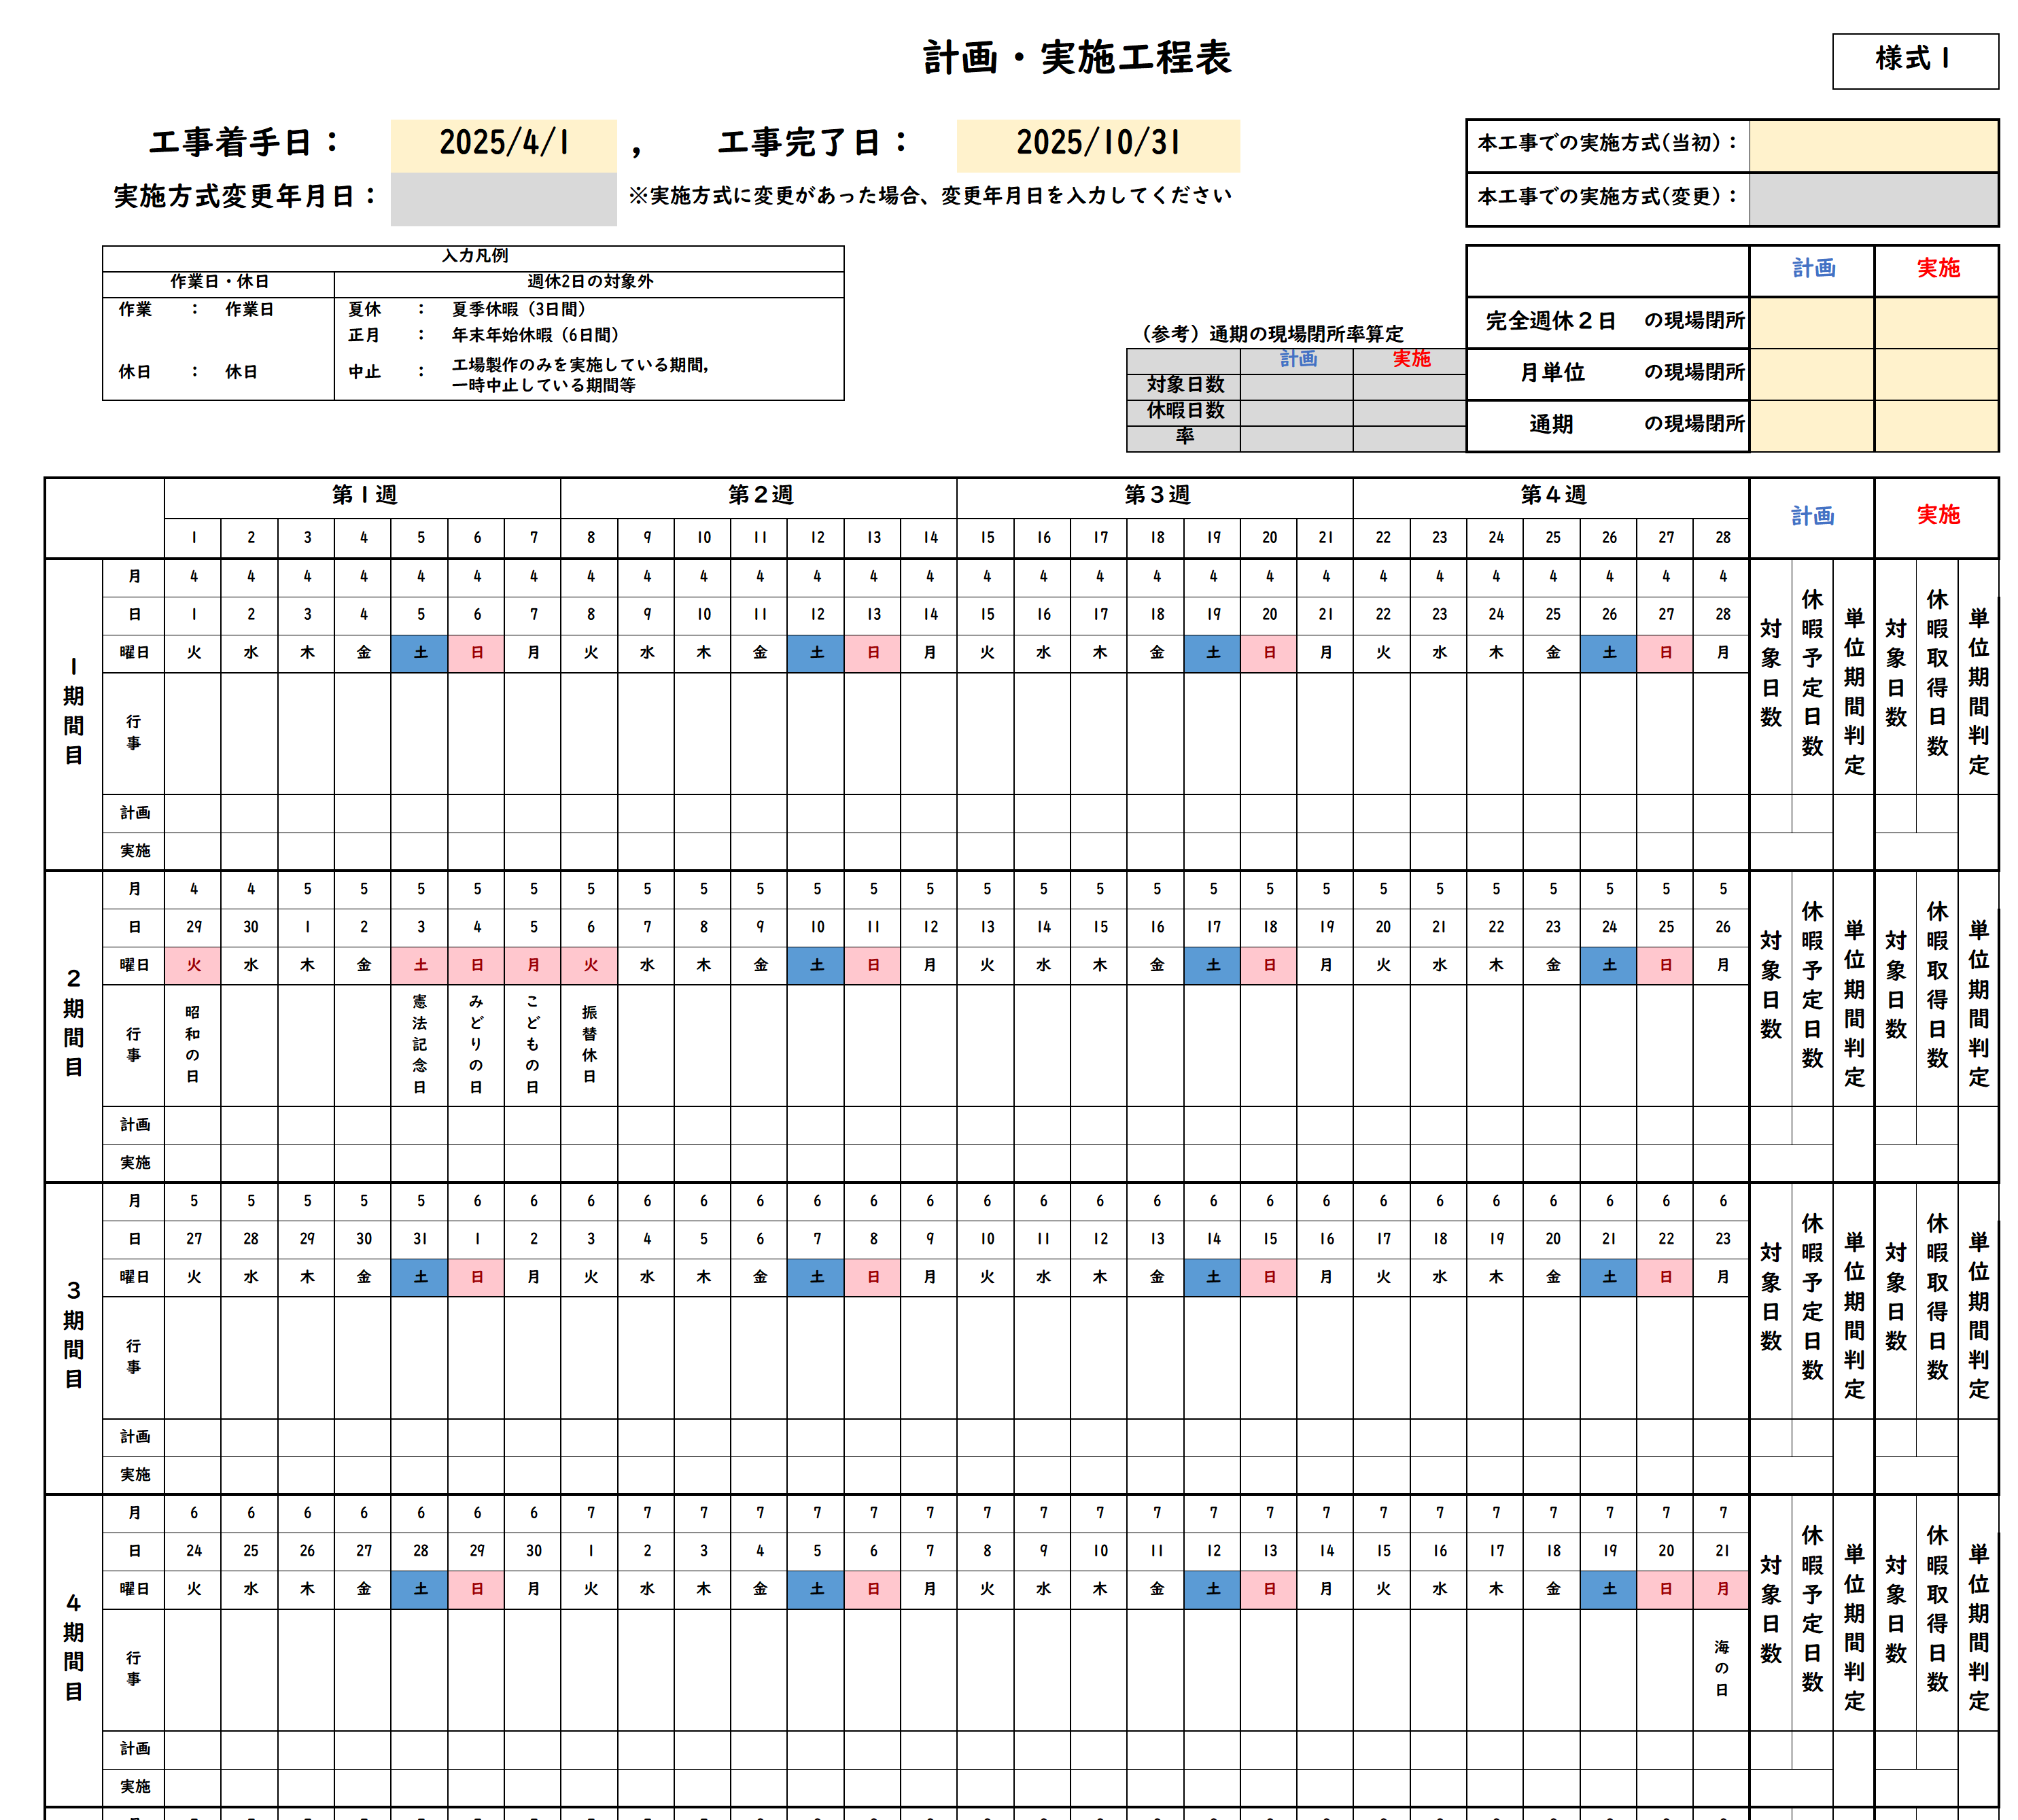 計画・実施工程表
様式1
工事着手日： 2025/4/1 ， 工事完了日： 2025/10/31
実施方式変更年月日： ※実施方式に変更があった場合、変更年月日を入力してください
本工事での実施方式(当初)：
本工事での実施方式(変更)：
入力凡例
作業日・休日 週休2日の対象外
作業 ： 作業日 夏休 ： 夏季休暇（3日間）
正月 ： 年末年始休暇（6日間）
休日 ： 休日 中止 ： 工場製作のみを実施している期間，
一時中止している期間等
（参考）通期の現場閉所率算定
計画 実施
対象日数
休暇日数
率
計画 実施
完全週休２日 の現場閉所
月単位 の現場閉所
通期 の現場閉所
第1週 第2週 第3週 第4週 計画 実施
1 2 3 4 5 6 7 8 9 10 11 12 13 14 15 16 17 18 19 20 21 22 23 24 25 26 27 28
1期間目
月 4 4 4 4 4 4 4 4 4 4 4 4 4 4 4 4 4 4 4 4 4 4 4 4 4 4 4 4
日 1 2 3 4 5 6 7 8 9 10 11 12 13 14 15 16 17 18 19 20 21 22 23 24 25 26 27 28
曜日 火 水 木 金 土 日 月 火 水 木 金 土 日 月 火 水 木 金 土 日 月 火 水 木 金 土 日 月
行事
対象日数 休暇予定日数 単位期間判定 対象日数 休暇取得日数 単位期間判定
計画
実施
2期間目
月 4 4 5 5 5 5 5 5 5 5 5 5 5 5 5 5 5 5 5 5 5 5 5 5 5 5 5 5
日 29 30 1 2 3 4 5 6 7 8 9 10 11 12 13 14 15 16 17 18 19 20 21 22 23 24 25 26
曜日 火 水 木 金 土 日 月 火 水 木 金 土 日 月 火 水 木 金 土 日 月 火 水 木 金 土 日 月
行事 昭和の日 憲法記念日 みどりの日 こどもの日 振替休日
対象日数 休暇予定日数 単位期間判定 対象日数 休暇取得日数 単位期間判定
計画
実施
3期間目
月 5 5 5 5 5 6 6 6 6 6 6 6 6 6 6 6 6 6 6 6 6 6 6 6 6 6 6 6
日 27 28 29 30 31 1 2 3 4 5 6 7 8 9 10 11 12 13 14 15 16 17 18 19 20 21 22 23
曜日 火 水 木 金 土 日 月 火 水 木 金 土 日 月 火 水 木 金 土 日 月 火 水 木 金 土 日 月
行事
対象日数 休暇予定日数 単位期間判定 対象日数 休暇取得日数 単位期間判定
計画
実施
4期間目
月 6 6 6 6 6 6 6 7 7 7 7 7 7 7 7 7 7 7 7 7 7 7 7 7 7 7 7 7
日 24 25 26 27 28 29 30 1 2 3 4 5 6 7 8 9 10 11 12 13 14 15 16 17 18 19 20 21
曜日 火 水 木 金 土 日 月 火 水 木 金 土 日 月 火 水 木 金 土 日 月 火 水 木 金 土 日 月
行事 海の日
対象日数 休暇予定日数 単位期間判定 対象日数 休暇取得日数 単位期間判定
計画
実施